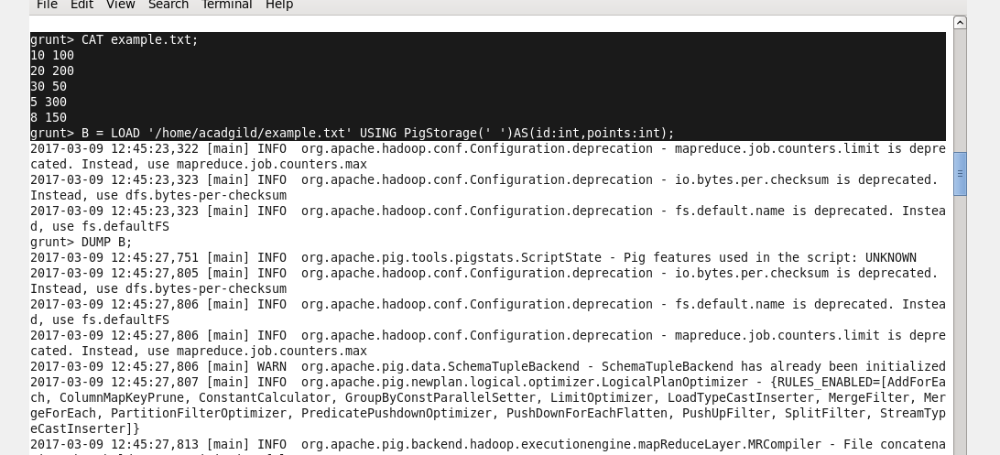 File Edit View Search Terminal Help
grunt> CAT example.txt;
10 100
20 200
30 50
5 300
8 150
grunt> B = LOAD '/home/acadgild/example.txt' USING PigStorage(' ')AS(id:int,points:int);
2017-03-09 12:45:23,322 [main] INFO  org.apache.hadoop.conf.Configuration.deprecation - mapreduce.job.counters.limit is depre
cated. Instead, use mapreduce.job.counters.max
2017-03-09 12:45:23,323 [main] INFO  org.apache.hadoop.conf.Configuration.deprecation - io.bytes.per.checksum is deprecated.
Instead, use dfs.bytes-per-checksum
2017-03-09 12:45:23,323 [main] INFO  org.apache.hadoop.conf.Configuration.deprecation - fs.default.name is deprecated. Instea
d, use fs.defaultFS
grunt> DUMP B;
2017-03-09 12:45:27,751 [main] INFO  org.apache.pig.tools.pigstats.ScriptState - Pig features used in the script: UNKNOWN
2017-03-09 12:45:27,805 [main] INFO  org.apache.hadoop.conf.Configuration.deprecation - io.bytes.per.checksum is deprecated.
Instead, use dfs.bytes-per-checksum
2017-03-09 12:45:27,806 [main] INFO  org.apache.hadoop.conf.Configuration.deprecation - fs.default.name is deprecated. Instea
d, use fs.defaultFS
2017-03-09 12:45:27,806 [main] INFO  org.apache.hadoop.conf.Configuration.deprecation - mapreduce.job.counters.limit is depre
cated. Instead, use mapreduce.job.counters.max
2017-03-09 12:45:27,806 [main] WARN  org.apache.pig.data.SchemaTupleBackend - SchemaTupleBackend has already been initialized
2017-03-09 12:45:27,807 [main] INFO  org.apache.pig.newplan.logical.optimizer.LogicalPlanOptimizer - {RULES_ENABLED=[AddForEa
ch, ColumnMapKeyPrune, ConstantCalculator, GroupByConstParallelSetter, LimitOptimizer, LoadTypeCastInserter, MergeFilter, Mer
geForEach, PartitionFilterOptimizer, PredicatePushdownOptimizer, PushDownForEachFlatten, PushUpFilter, SplitFilter, StreamTyp
eCastInserter]}
2017-03-09 12:45:27,813 [main] INFO  org.apache.pig.backend.hadoop.executionengine.mapReduceLayer.MRCompiler - File concatena